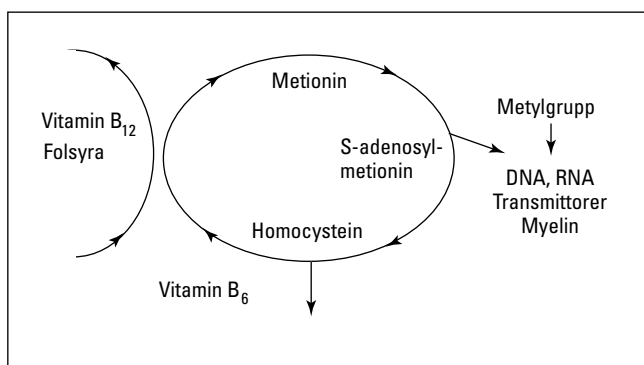 Metionin
Metylgrupp
Vitamin B₁₂
Folsyra
S-adenosyl-
metionin
DNA, RNA
Transmittorer
Myelin
Homocystein
Vitamin B₆